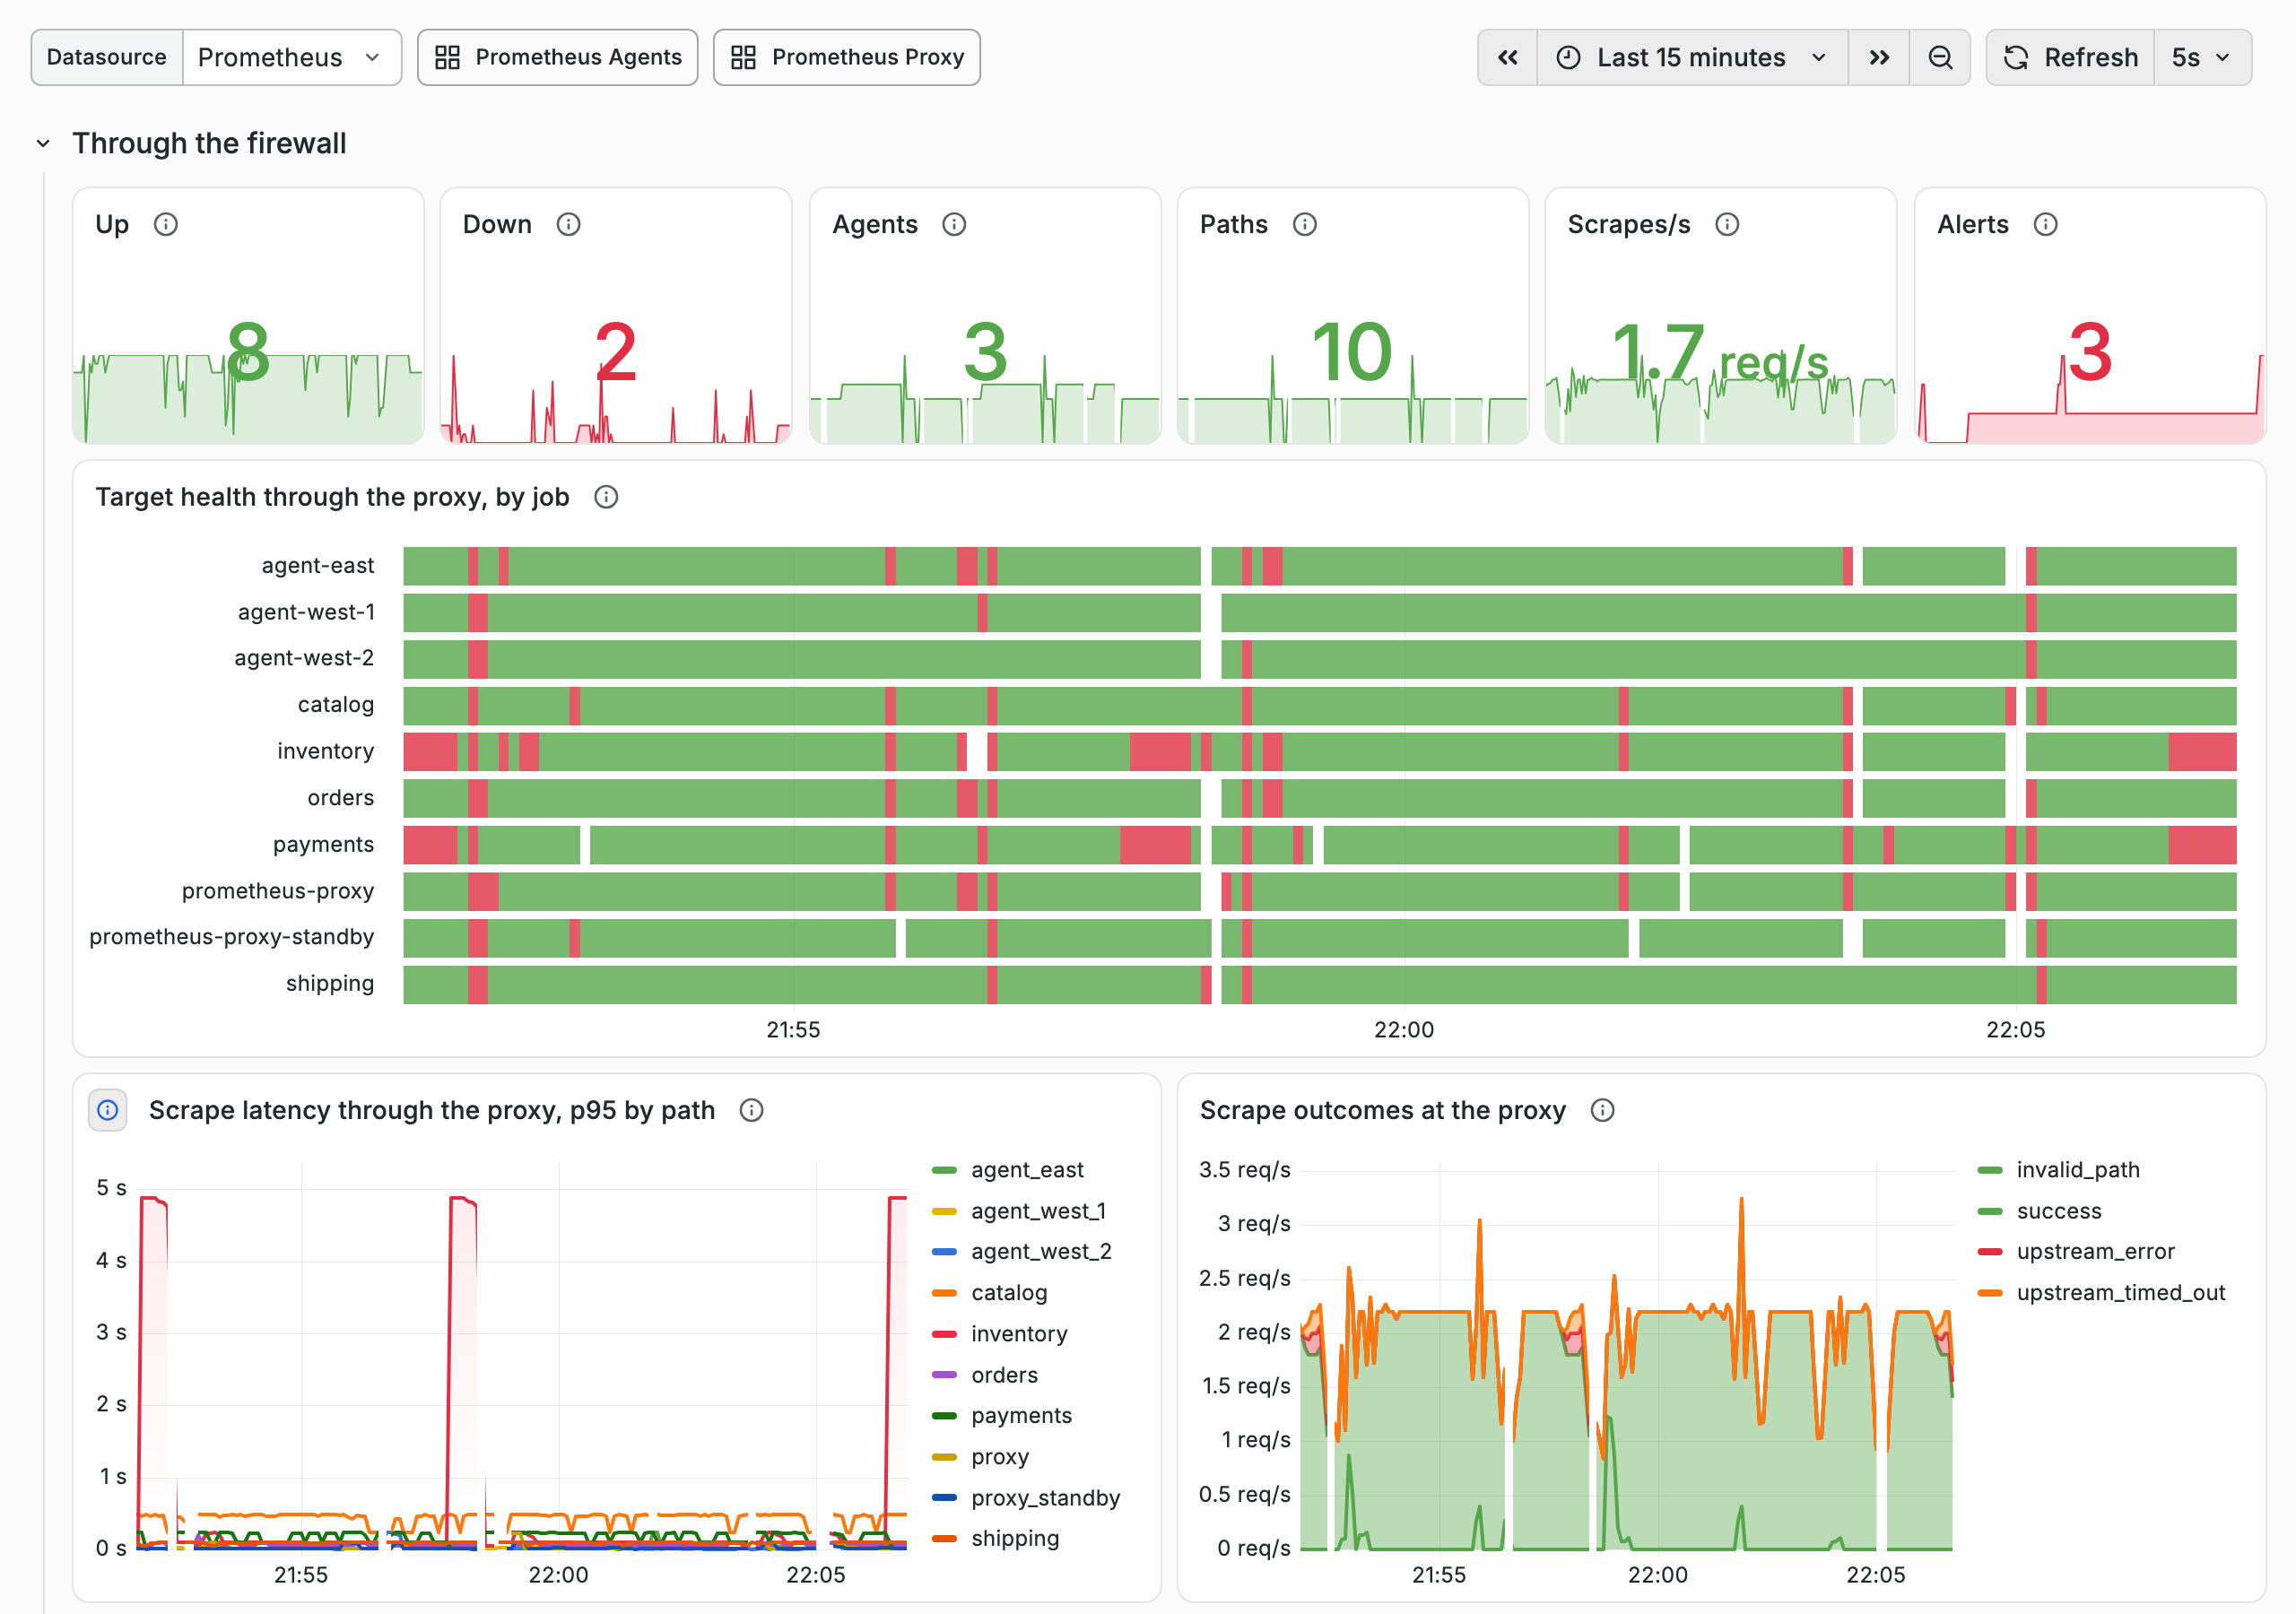 Datasource Prometheus Prometheus Agents Prometheus Proxy Last 15 minutes Refresh 5s
Through the firewall
Up Down Agents Paths Scrapes/s Alerts
8 2 3 10 1.7 req/s 3
Target health through the proxy, by job
agent-east
agent-west-1
agent-west-2
catalog
inventory
orders
payments
prometheus-proxy
prometheus-proxy-standby
shipping
21:55 22:00 22:05
Scrape latency through the proxy, p95 by path
5 s
4 s
3 s
2 s
1 s
0 s
21:55 22:00 22:05
agent_east
agent_west_1
agent_west_2
catalog
inventory
orders
payments
proxy
proxy_standby
shipping
Scrape outcomes at the proxy
3.5 req/s
3 req/s
2.5 req/s
2 req/s
1.5 req/s
1 req/s
0.5 req/s
0 req/s
21:55 22:00 22:05
invalid_path
success
upstream_error
upstream_timed_out